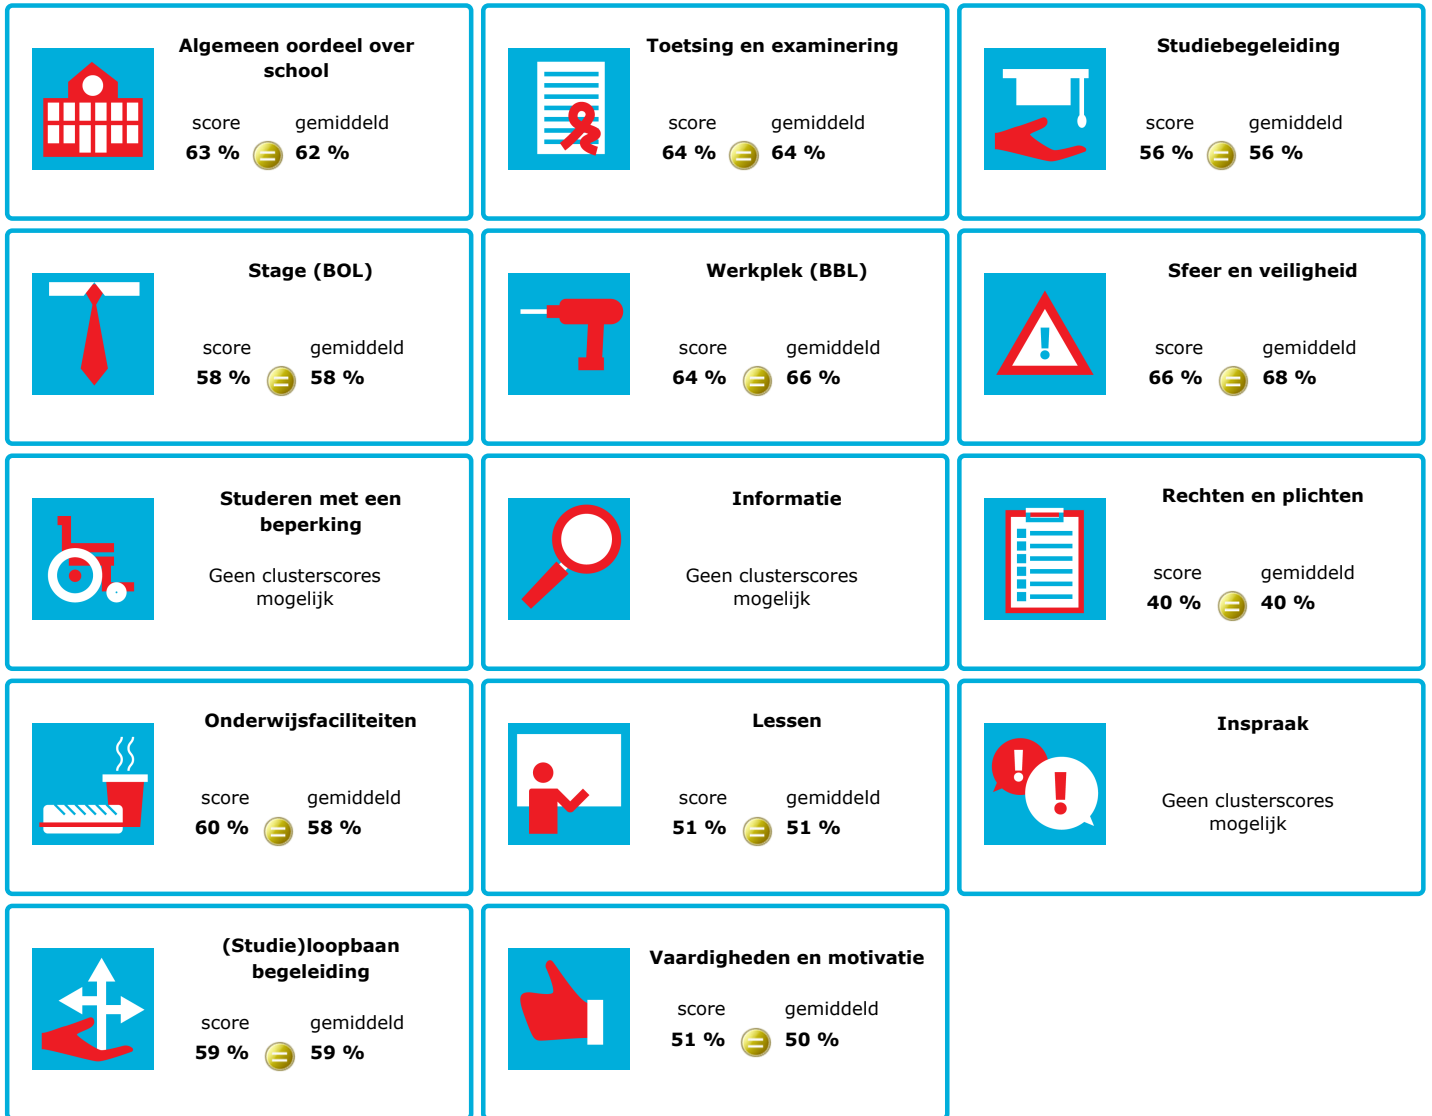 Algemeen oordeel over
school
score gemiddeld
63 % = 62 %
Toetsing en examinering
score gemiddeld
64 % = 64 %
Studiebegeleiding
score gemiddeld
56 % = 56 %
Stage (BOL)
score gemiddeld
58 % = 58 %
Werkplek (BBL)
score gemiddeld
64 % = 66 %
Sfeer en veiligheid
!
score gemiddeld
66 % = 68 %
Studeren met een
beperking
Geen clusterscores
mogelijk
Informatie
Geen clusterscores
mogelijk
Rechten en plichten
score gemiddeld
40 % = 40 %
Onderwijsfaciliteiten
score gemiddeld
60 % = 58 %
Lessen
score gemiddeld
51 % = 51 %
Inspraak
! !
Geen clusterscores
mogelijk
(Studie)loopbaan
begeleiding
score gemiddeld
59 % = 59 %
Vaardigheden en motivatie
score gemiddeld
51 % = 50 %